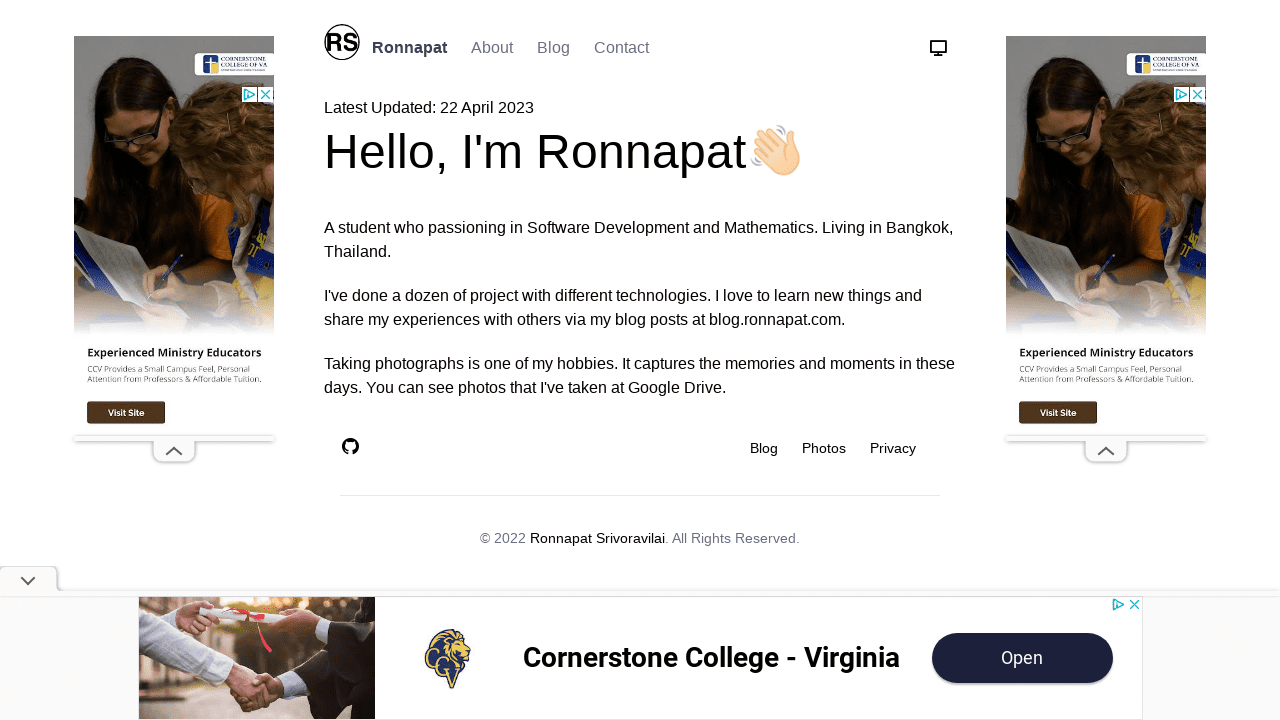 RS
Ronnapat About Blog Contact
Latest Updated: 22 April 2023
Hello, I'm Ronnapat👋🏻
A student who passioning in Software Development and Mathematics. Living in Bangkok,
Thailand.
I've done a dozen of project with different technologies. I love to learn new things and
share my experiences with others via my blog posts at blog.ronnapat.com.
Taking photographs is one of my hobbies. It captures the memories and moments in these
days. You can see photos that I've taken at Google Drive.
Blog Photos Privacy
© 2022 Ronnapat Srivoravilai. All Rights Reserved.
CORNERSTONE
COLLEGE OF VA
Experienced Ministry Educators
CCV Provides a Small Campus Feel, Personal
Attention from Professors & Affordable Tuition.
Visit Site
CORNERSTONE
COLLEGE OF VA
Experienced Ministry Educators
CCV Provides a Small Campus Feel, Personal
Attention from Professors & Affordable Tuition.
Visit Site
Cornerstone College - Virginia
Open